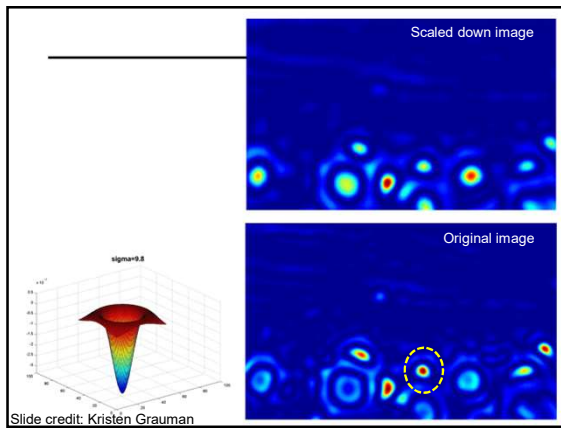 Scaled down image
Original image
sigma=9.8
Slide credit: Kristen Grauman